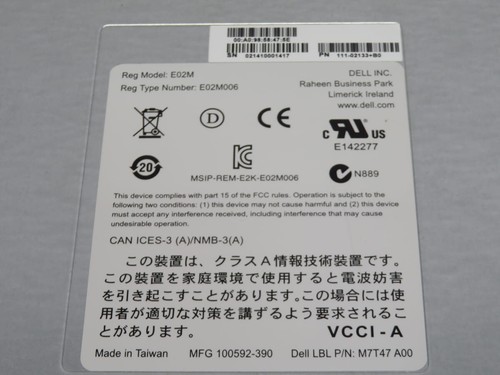 00:A0:98:58:47:5E
SN 021410001417 PN 111-02133+B0
Reg Model: E02M
Reg Type Number: E02M006
DELL INC.
Raheen Business Park
Limerick Ireland
www.dell.com
D
CE
c RU US
E142277
20
MSIP-REM-E2K-E02M006
N889
This device complies with part 15 of the FCC rules. Operation is subject to the
following two conditions: (1) this device may not cause harmful and (2) this device
must accept any interference received, including interference that may cause
undesirable operation.
CAN ICES-3 (A)/NMB-3(A)
この装置は、クラスA情報技術装置です。
この装置を家庭環境で使用すると電波妨害
を引き起こすことがあります。この場合には使
用者が適切な対策を講ずるよう要求されるこ
とがあります。
VCCI-A
Made in Taiwan MFG 100592-390 Dell LBL P/N: M7T47 A00